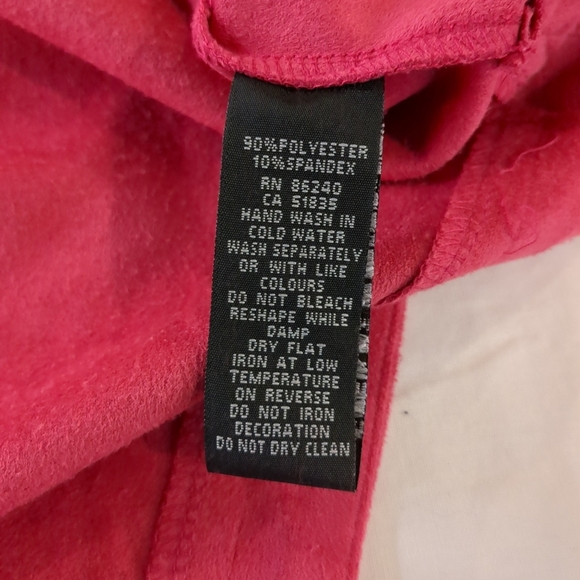 90%POLYESTER
10%SPANDEX
RN 86240
CA 51835
HAND WASH IN
COLD WATER
WASH SEPARATELY
OR WITH LIKE
COLOURS
DO NOT BLEACH
RESHAPE WHILE
DAMP
DRY FLAT
IRON AT LOW
TEMPERATURE
ON REVERSE
DO NOT IRON
DECORATION
DO NOT DRY CLEAN